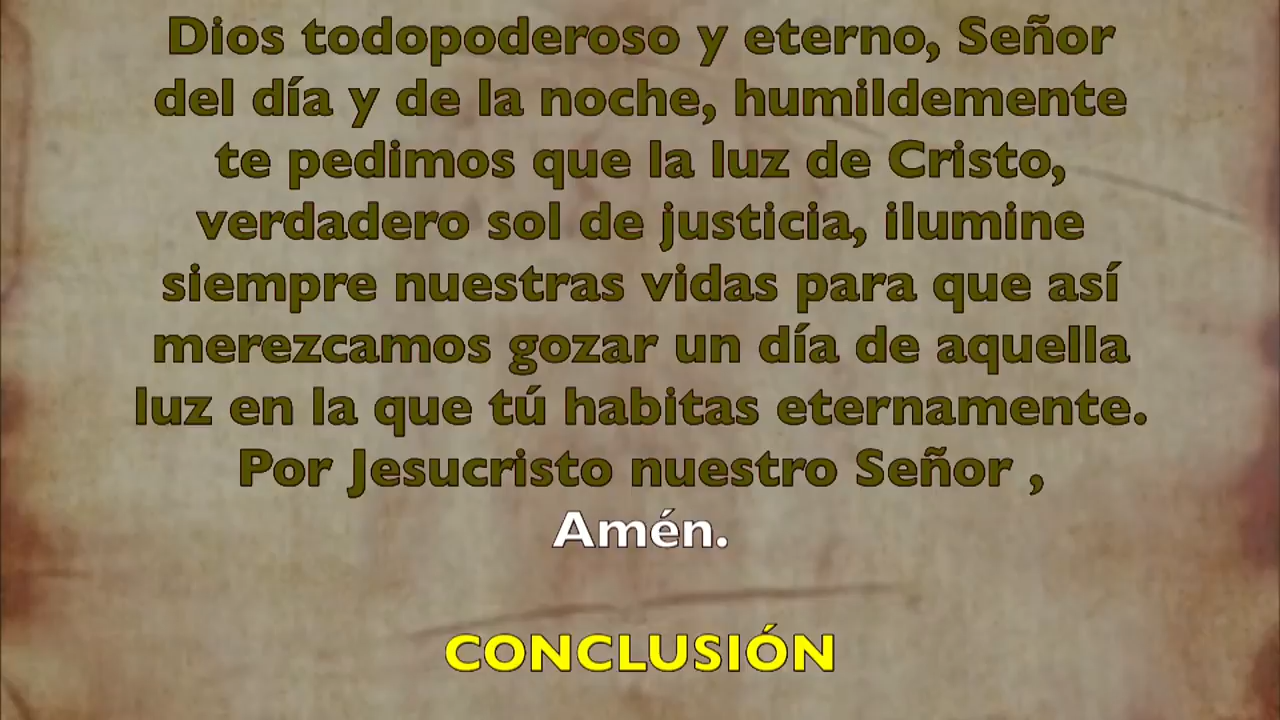 Dios todopoderoso y eterno, Señor
del día y de la noche, humildemente
te pedimos que la luz de Cristo,
verdadero sol de justicia, ilumine
siempre nuestras vidas para que así
merezcamos gozar un día de aquella
luz en la que tú habitas eternamente.
Por Jesucristo nuestro Señor ,
Amén.
CONCLUSIÓN